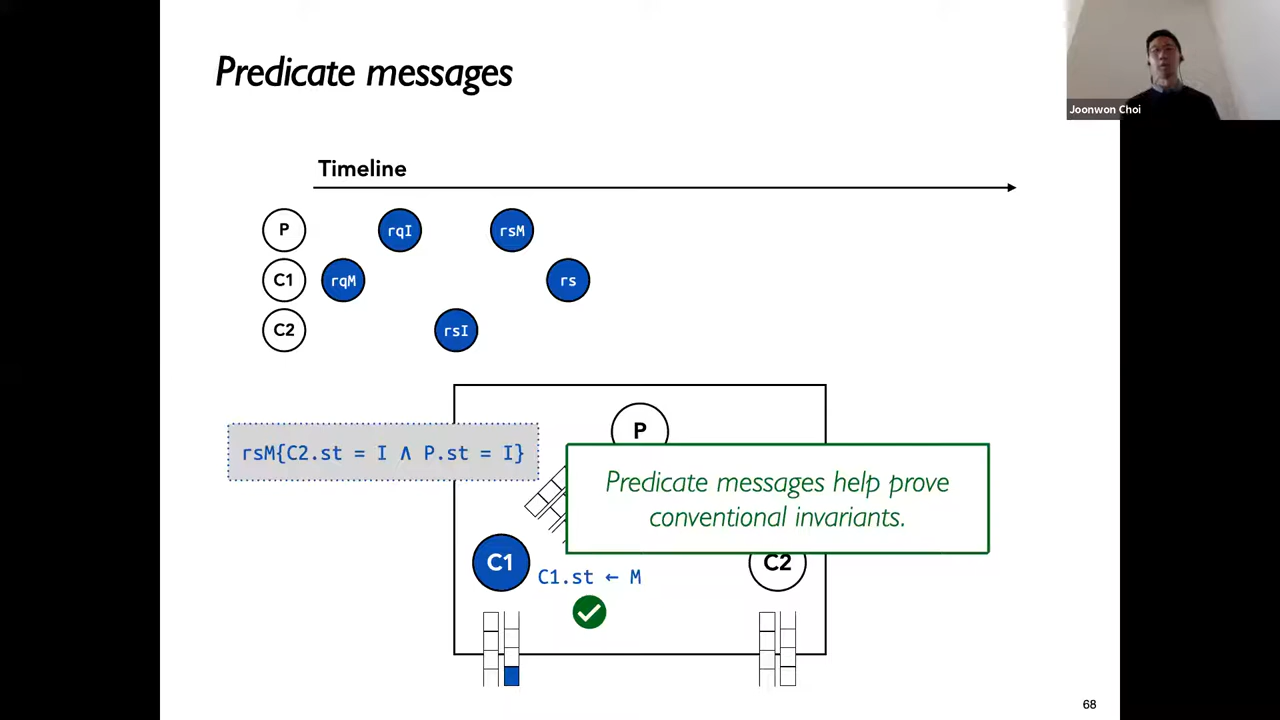 Predicate messages
Joonwon Choi
Timeline
P
rqI
rsM
C1
rqM
rs
C2
rsI
P
rsM{C2.st = I ∧ P.st = I}
Predicate messages help prove
conventional invariants.
C1
C1.st ← M
C2
68